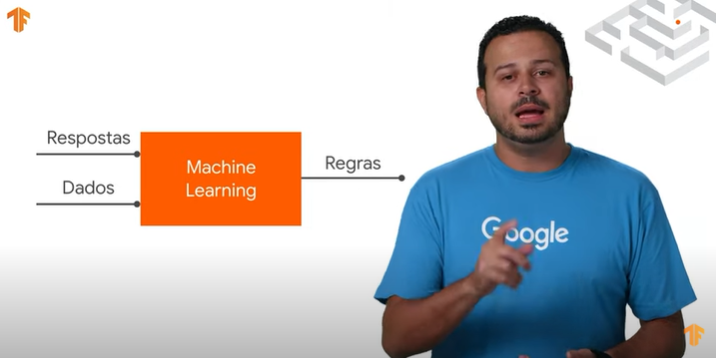 Respostas
Dados
Machine
Learning
Regras
Google